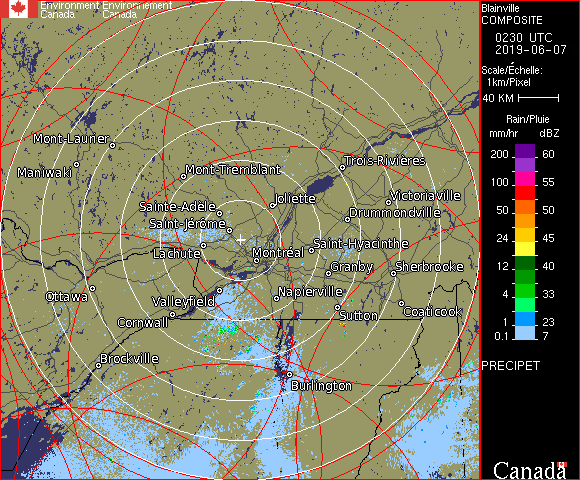 Environment Environnement
Canada Canada
Blainville
COMPOSITE
0230 UTC
2019-06-07
Scale/Échelle:
1km/Pixel
40 KM
Rain/Pluie
mm/hr dBZ
200 60
100 55
50 50
24 45
12 40
4 33
1 23
0.1 7
PRECIPET
Canada
Mont-Laurier
Maniwaki
Mont-Tremblant
Trois-Rivières
Joliette
Victoriaville
Sainte-Adèle
Drummondville
Saint-Jérôme
Lachute
Montréal
Saint-Hyacinthe
Granby
Sherbrooke
Ottawa
Valleyfield
Napierville
Cornwall
Sutton
Coaticook
Brockville
Burlington